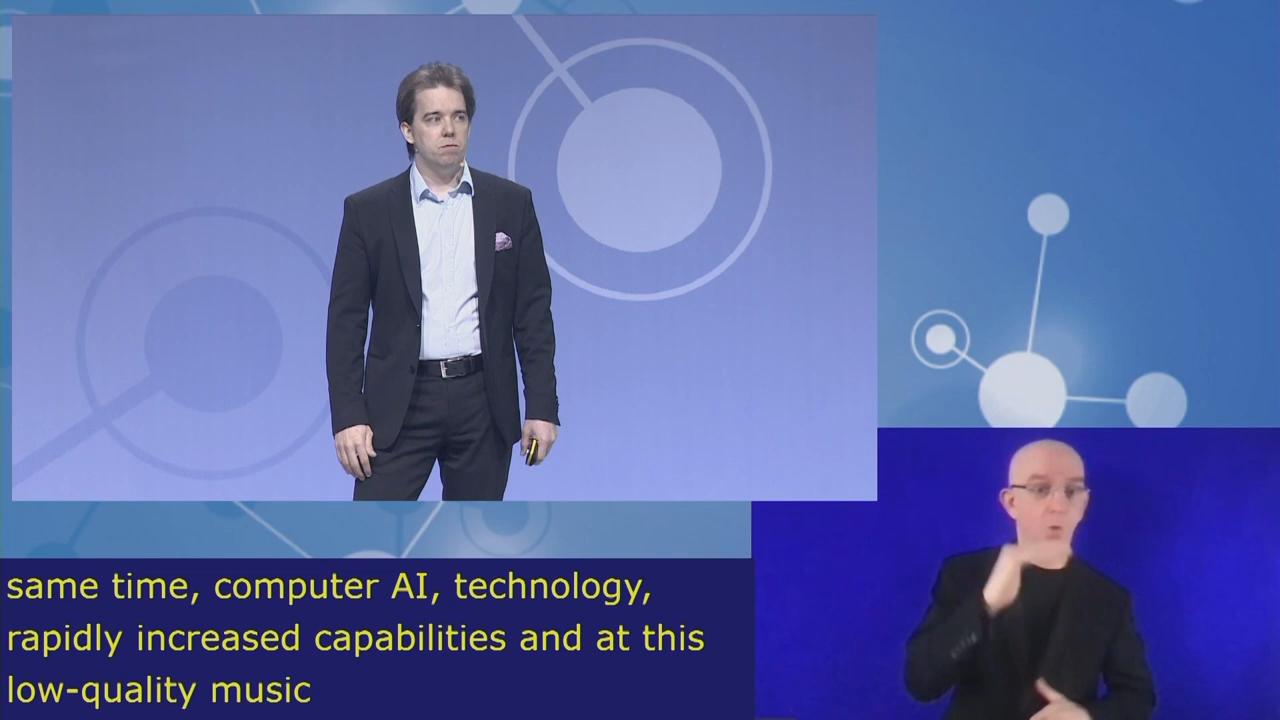 same time, computer AI, technology,
rapidly increased capabilities and at this
low-quality music